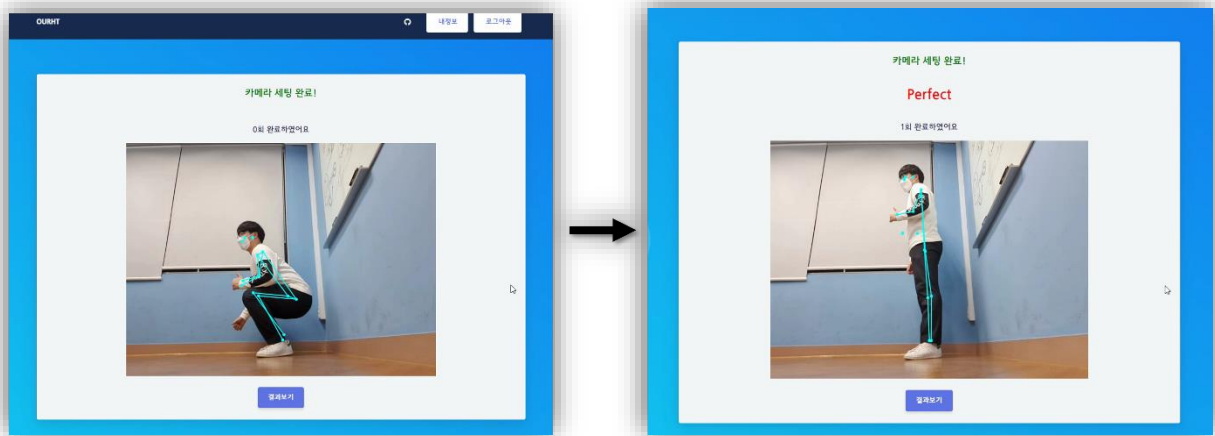 OURHT
내정보
로그아웃
카메라 세팅 완료!
0회 완료하였어요
결과보기
카메라 세팅 완료!
Perfect
1회 완료하였어요
결과보기